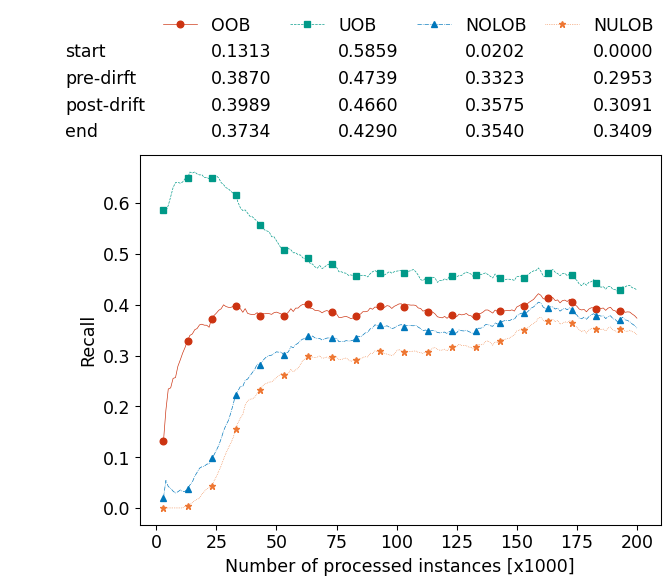 OOB UOB NOLOB NULOB
start 0.1313 0.5859 0.0202 0.0000
pre-dirft 0.3870 0.4739 0.3323 0.2953
post-drift 0.3989 0.4660 0.3575 0.3091
end 0.3734 0.4290 0.3540 0.3409
0.6
0.5
0.4
0.3
0.2
0.1
0.0
Recall
0 25 50 75 100 125 150 175 200
Number of processed instances [x1000]